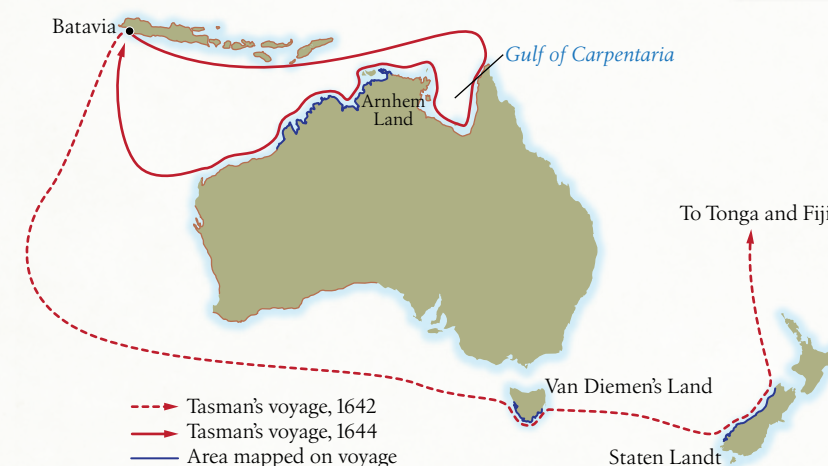 Batavia
Gulf of Carpentaria
Arnhem
Land
To Tonga and Fiji
Van Diemen's Land
Tasman's voyage, 1642
Tasman's voyage, 1644
Area mapped on voyage
Staten Landt